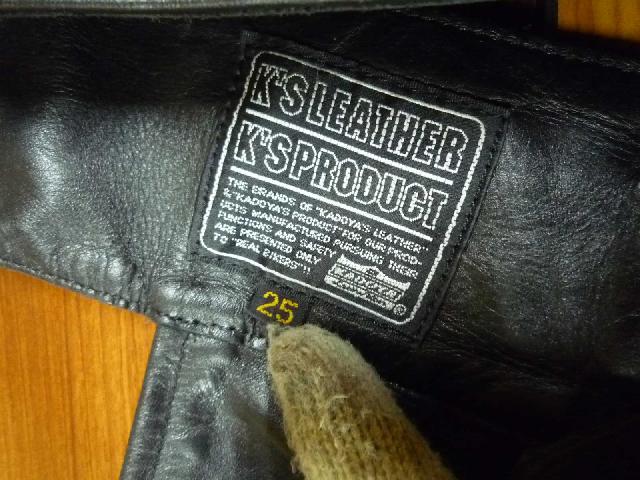 K'S LEATHER
K'S PRODUCT
THE BRANDS OF "KADOYA'S LEATHER"
& "KADOYA'S PRODUCT" FOR OUR PROD-
UCTS MANUFACTURED PURSUING THEIR
FUNCTIONS AND SAFETY
ARE PRESENTED ONLY
TO "REAL BIKERS"!!
KADOYA
®
25